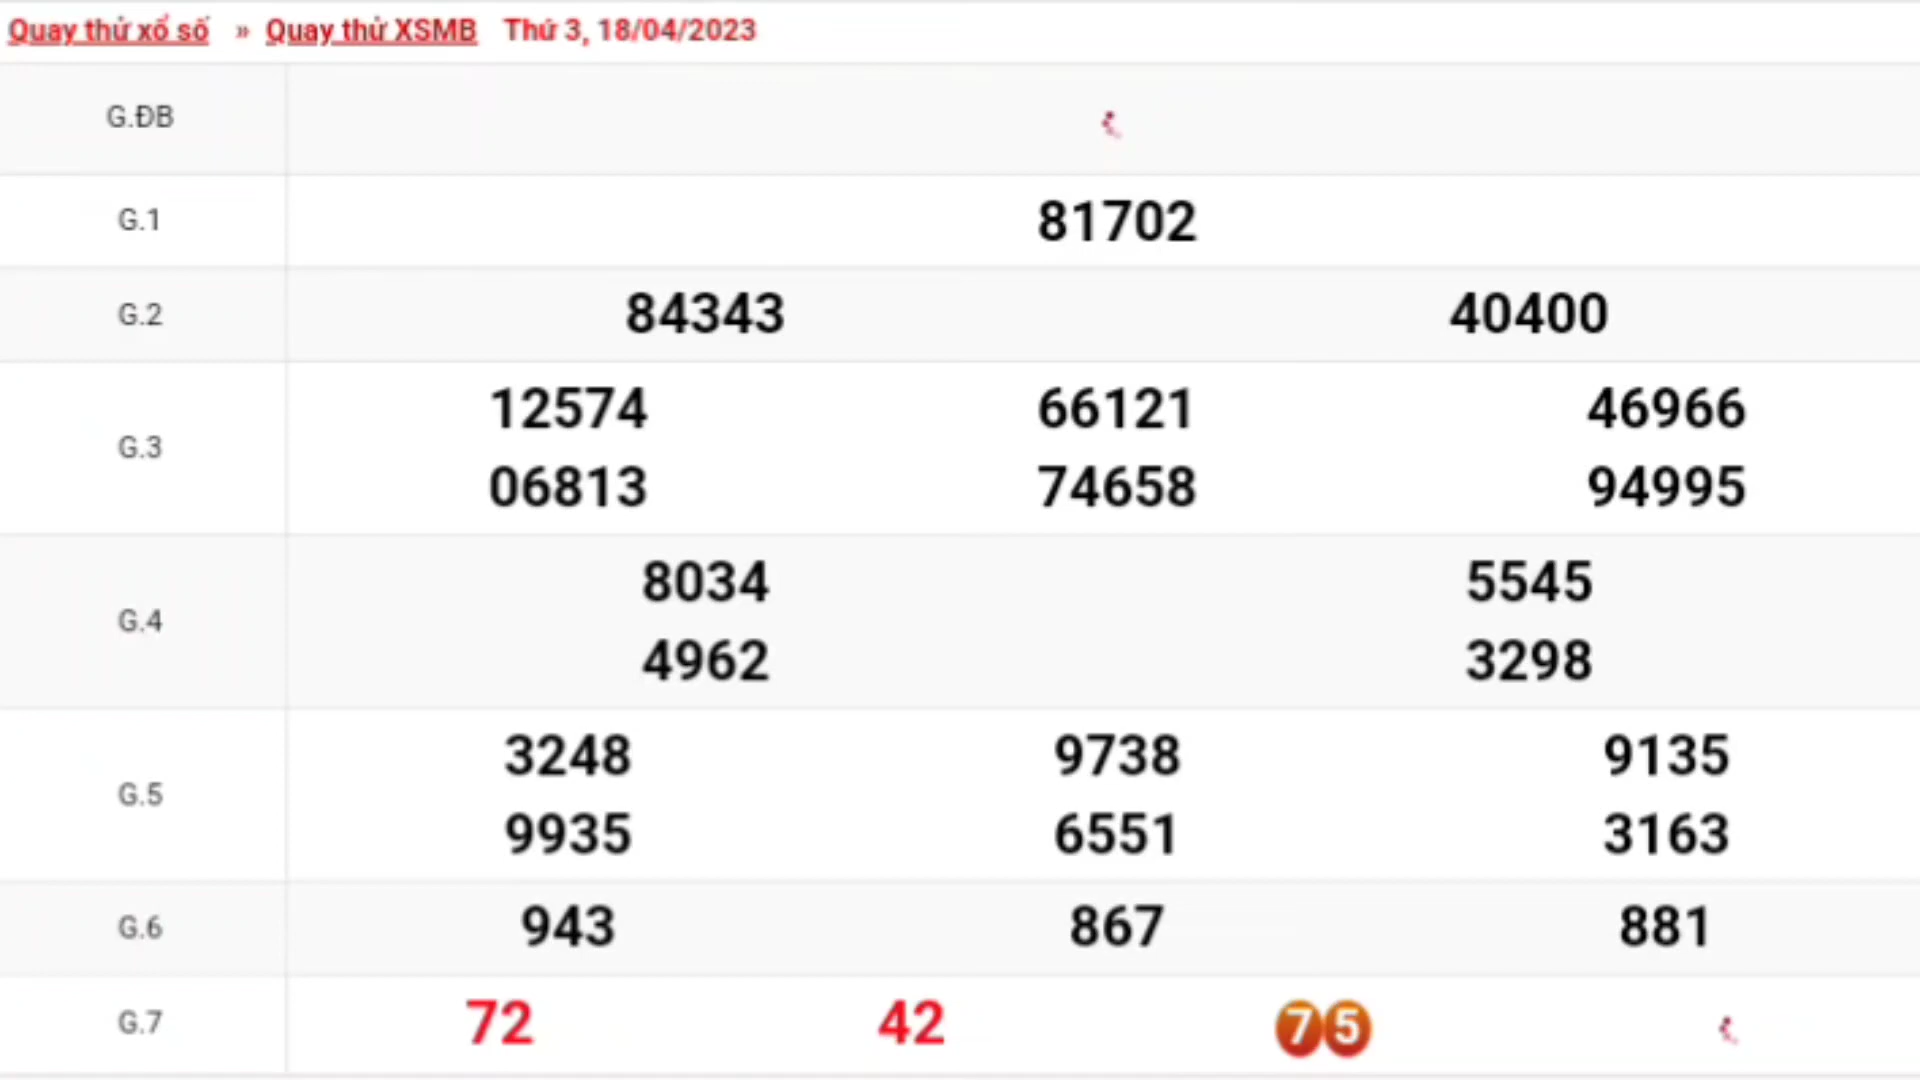 Quay thử xổ số » Quay thử XSMB Thứ 3, 18/04/2023
G.ĐB
G.1 81702
G.2 84343 40400
G.3 12574 66121 46966
06813 74658 94995
G.4 8034 5545
4962 3298
G.5 3248 9738 9135
9935 6551 3163
G.6 943 867 881
G.7 72 42 75